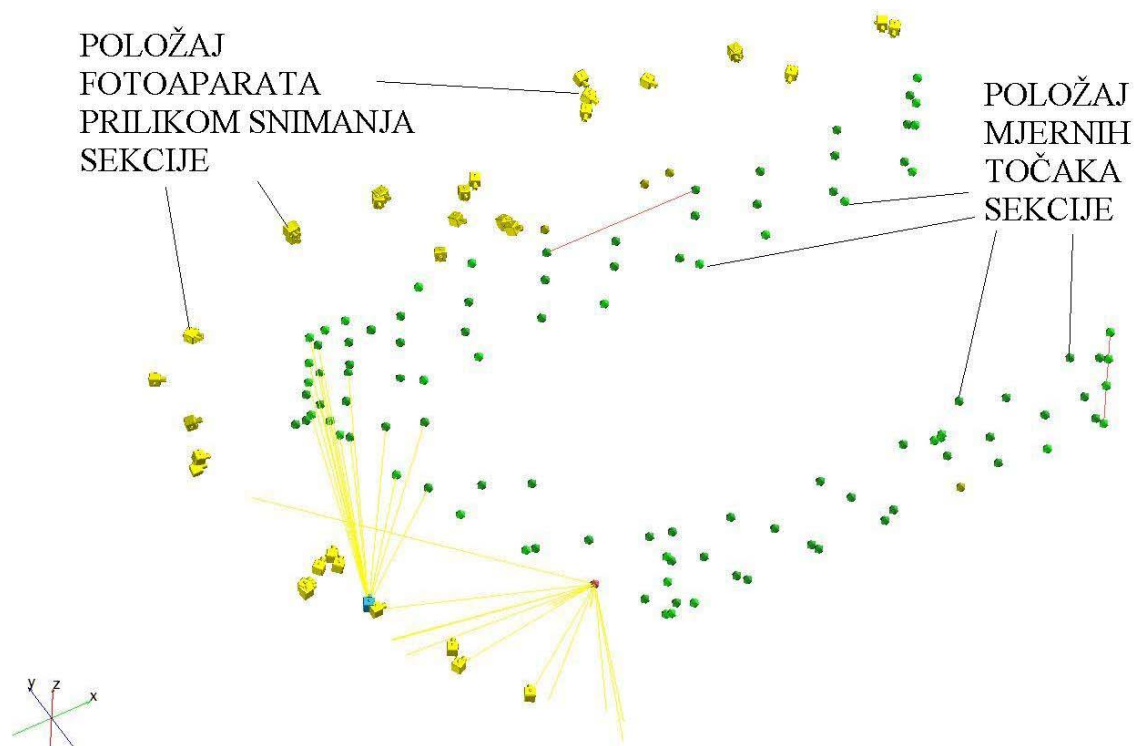 POLOŽAJ
FOTOAPARATA
PRILIKOM SNIMANJA
SEKCIJE
POLOŽAJ
MJERNIH
TOČAKA
SEKCIJE
y z x